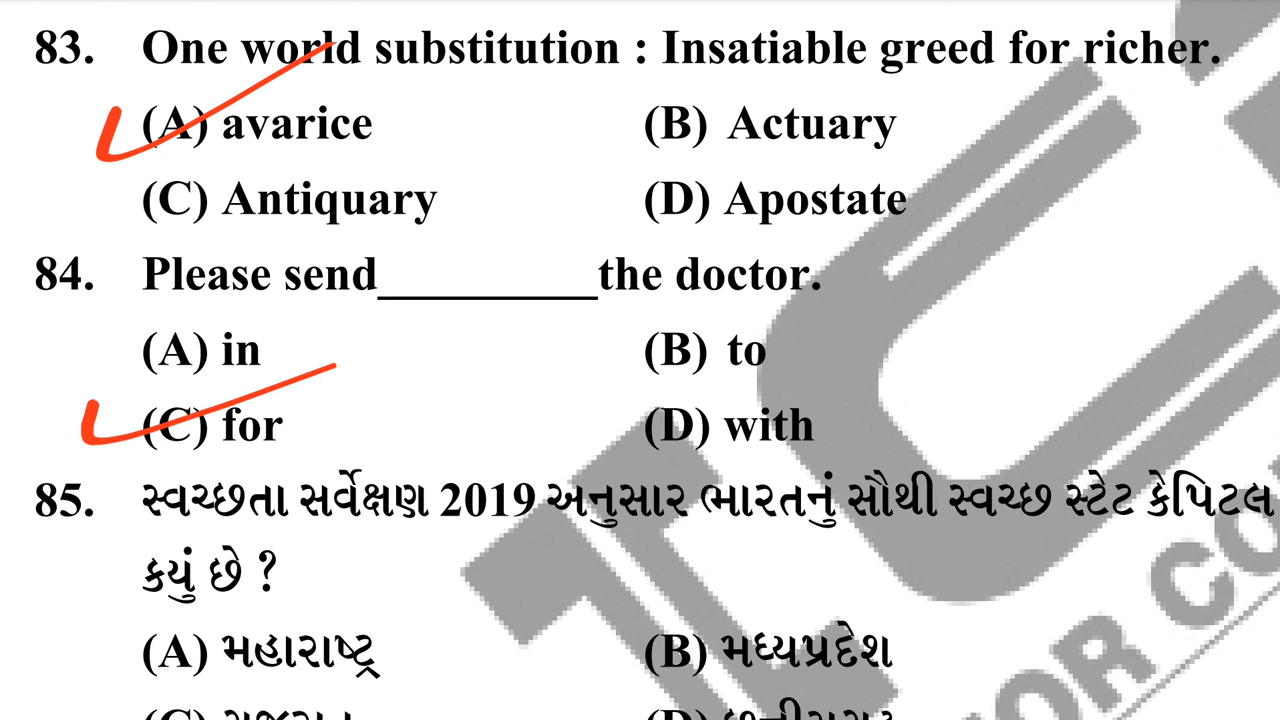 83. One world substitution : Insatiable greed for richer.
(A) avarice (B) Actuary
(C) Antiquary (D) Apostate
84. Please send_________the doctor.
(A) in (B) to
(C) for (D) with
85. સ્વચ્છતા સર્વેક્ષણ 2019 અનુસાર ભારતનું સૌથી સ્વચ્છ સ્ટેટ કેપિટલ
કયું છે ?
(A) મહારાષ્ટ્ર (B) મધ્યપ્રદેશ